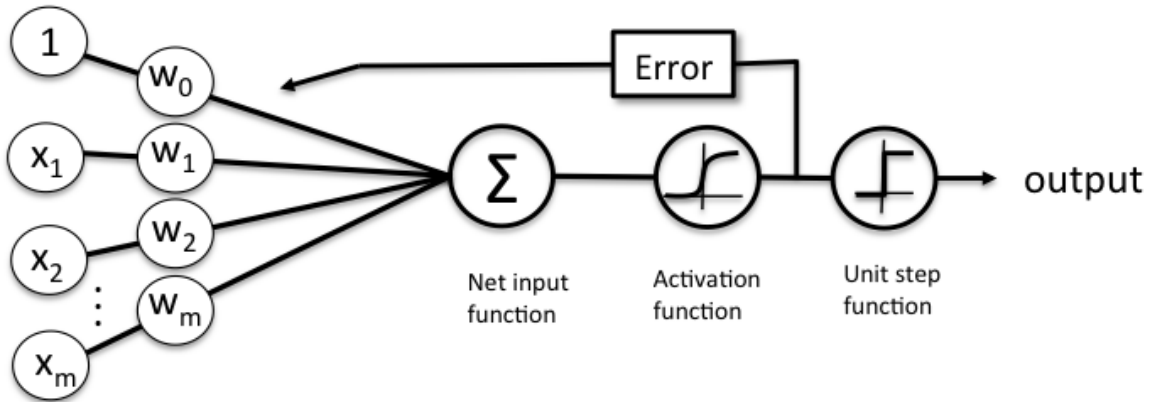 1
w0
Error
x1
w1
Σ
output
x2
w2
⋮
wm
xm
Net input
function
Activation
function
Unit step
function